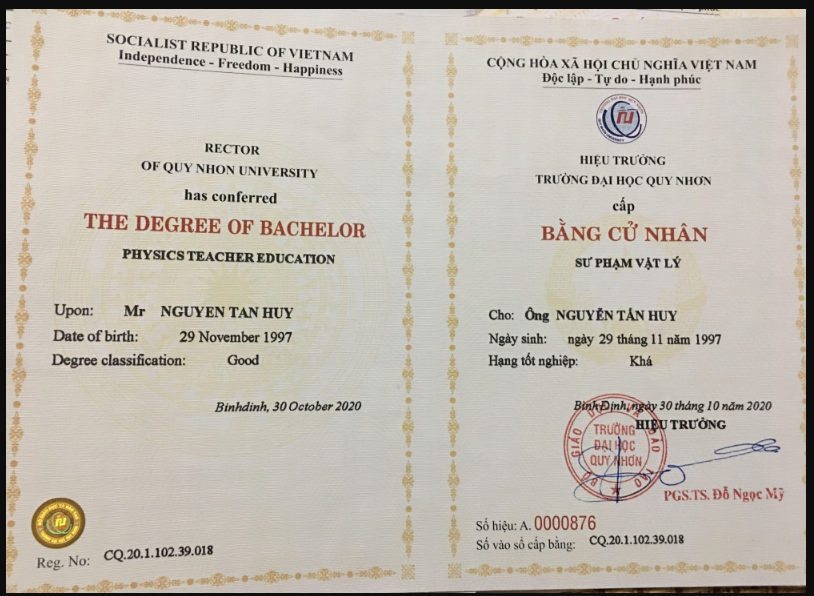 SOCIALIST REPUBLIC OF VIETNAM
Independence - Freedom - Happiness
RECTOR
OF QUY NHON UNIVERSITY
has conferred
THE DEGREE OF BACHELOR
PHYSICS TEACHER EDUCATION
Upon: Mr NGUYEN TAN HUY
Date of birth: 29 November 1997
Degree classification: Good
Binhdinh, 30 October 2020
Reg. No: CQ.20.1.102.39.018
CỘNG HÒA XÃ HỘI CHỦ NGHĨA VIỆT NAM
Độc lập - Tự do - Hạnh phúc
HIỆU TRƯỞNG
TRƯỜNG ĐẠI HỌC QUY NHƠN
cấp
BẰNG CỬ NHÂN
SƯ PHẠM VẬT LÝ
Cho: Ông NGUYỄN TẤN HUY
Ngày sinh: ngày 29 tháng 11 năm 1997
Hạng tốt nghiệp: Khá
Bình Định, ngày 30 tháng 10 năm 2020
HIỆU TRƯỞNG
TRƯỜNG
ĐẠI HỌC
QUY NHƠN
BỘ GIÁO DỤC VÀ ĐÀO TẠO
PGS.TS. Đỗ Ngọc Mỹ
Số hiệu: A. 0000876
Số vào sổ cấp bằng: CQ.20.1.102.39.018